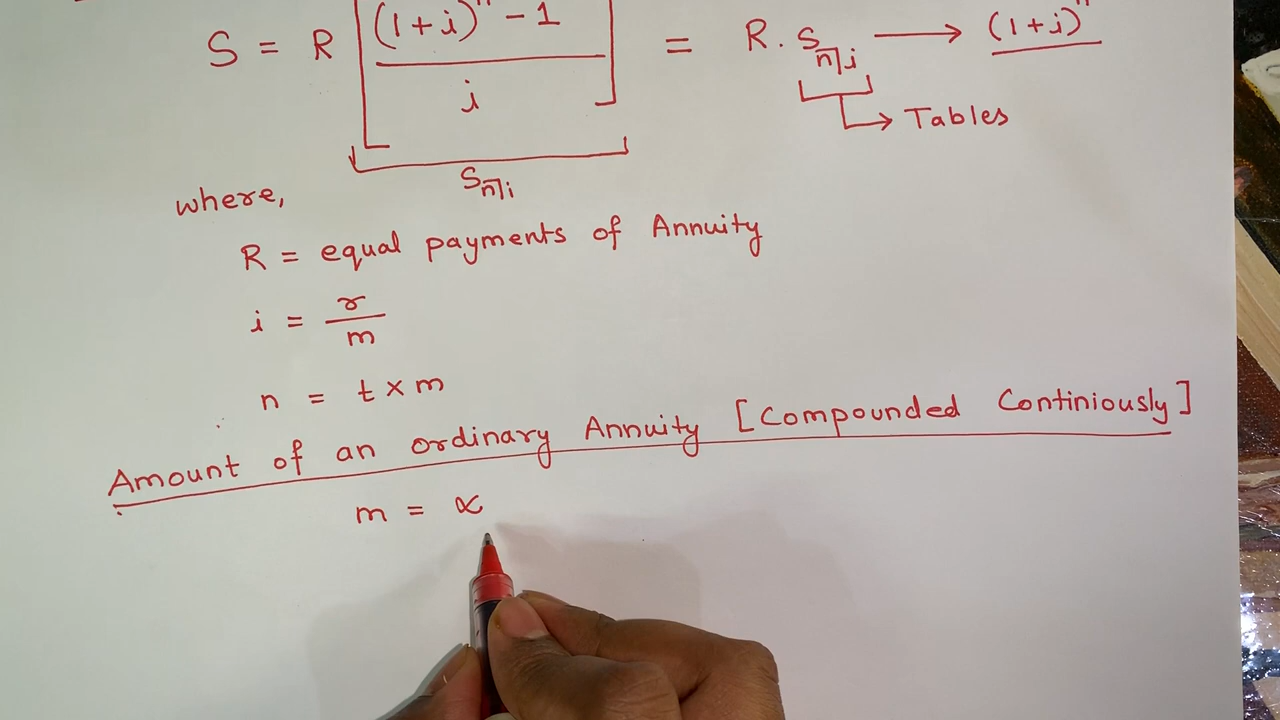 S = R [ (1+i)ⁿ - 1 / i ] = R . S n̅|i → (1+i)ⁿ
Tables
S n̅|i
where,
R = equal payments of Annuity
i = r / m
n = t × m
Amount of an ordinary Annuity [Compounded Continiously]
m = ∝